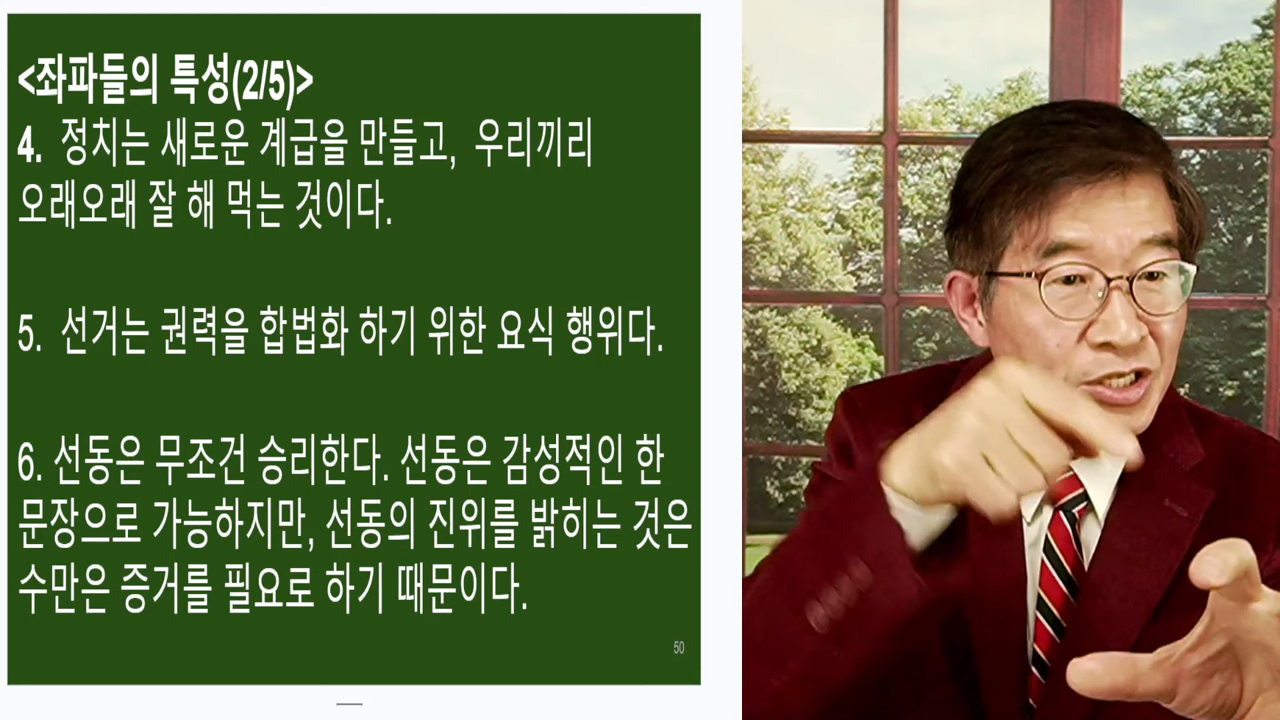 <좌파들의 특성(2/5)>
4. 정치는 새로운 계급을 만들고, 우리끼리
오래오래 잘 해 먹는 것이다.
5. 선거는 권력을 합법화 하기 위한 요식 행위다.
6. 선동은 무조건 승리한다. 선동은 감성적인 한
문장으로 가능하지만, 선동의 진위를 밝히는 것은
수만은 증거를 필요로 하기 때문이다.
50